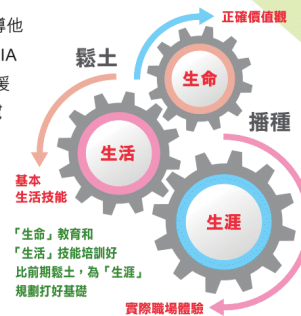 導他
IA
援
正確價值觀
鬆土
生命
播種
生活
基本
生活技能
生涯
「生命」教育和
「生活」技能培訓好
比前期鬆土，為「生涯」
規劃打好基礎
實際職場體驗